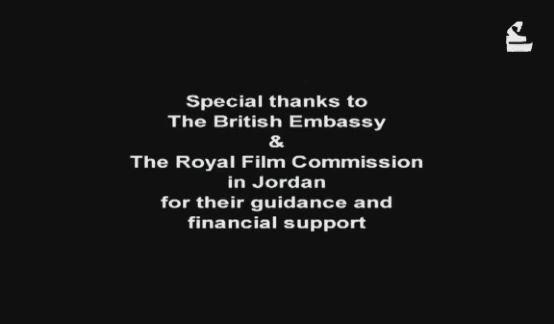 Special thanks to
The British Embassy
&
The Royal Film Commission
in Jordan
for their guidance and
financial support